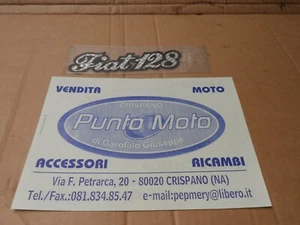 Fiat 128
VENDITA MOTO
CRISPANO
Punto Moto
di Garofalo Giuseppe
ACCESSORI RICAMBI
Via F. Petrarca, 20 - 80020 CRISPANO (NA)
Tel./Fax.:081.834.85.47 e-mail:pepmery@libero.it